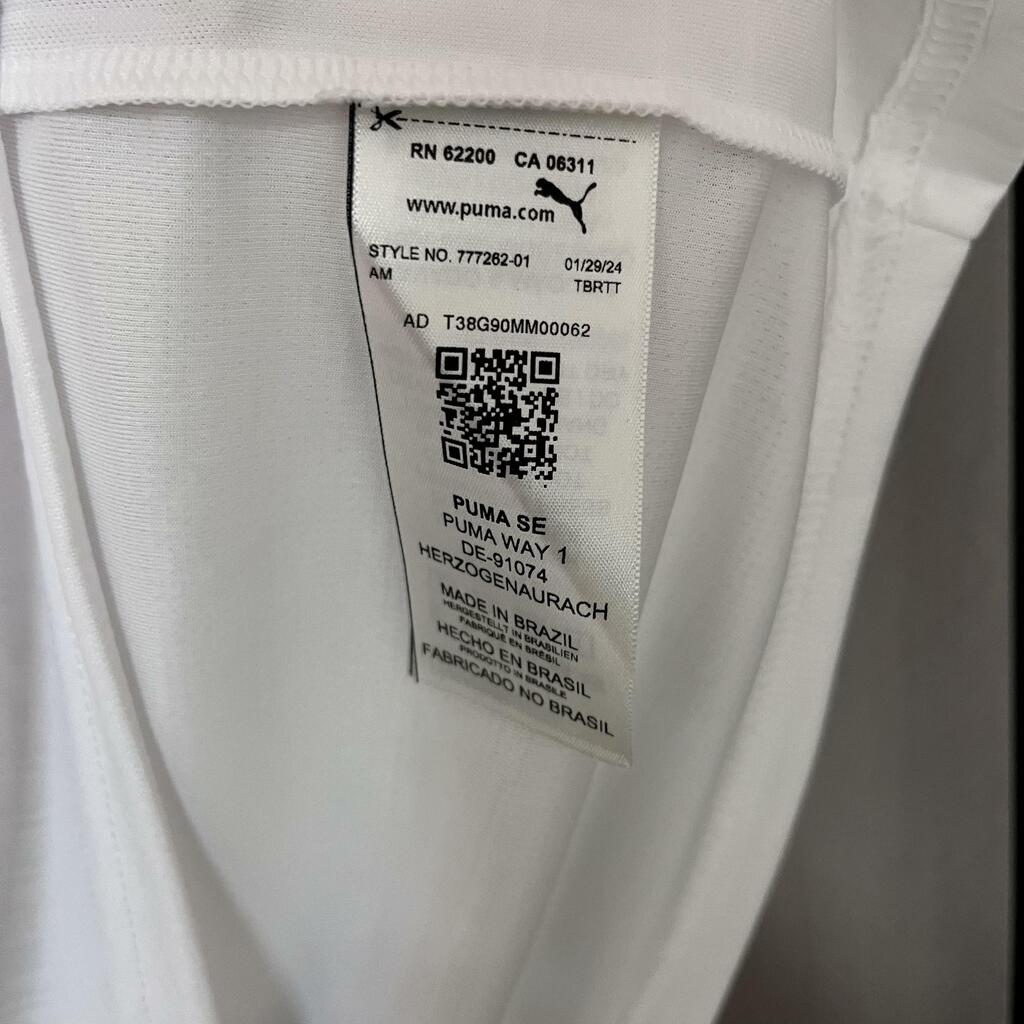 RN 62200 CA 06311
www.puma.com
STYLE NO. 777262-01 01/29/24
AM TBRTT
AD T38G90MM00062
PUMA SE
PUMA WAY 1
DE-91074
HERZOGENAURACH
MADE IN BRAZIL
HERGESTELLT IN BRASILIEN
FABRIQUÉ EN BRÉSIL
HECHO EN BRASIL
PRODOTTO IN BRASILE
FABRICADO NO BRASIL